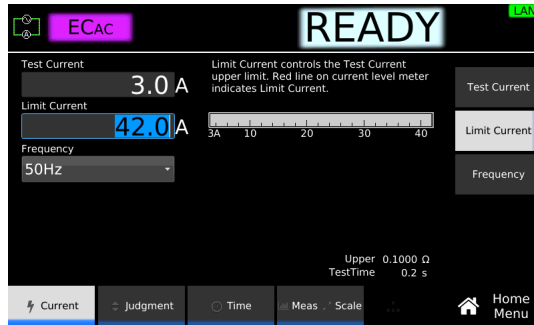 LAN
ECAC
READY
Test Current
3.0 A
Limit Current
42.0 A
Frequency
50Hz
Limit Current controls the Test Current
upper limit. Red line on current level meter
indicates Limit Current.
3A 10 20 30 40
Upper 0.1000 Ω
TestTime 0.2 s
Test Current
Limit Current
Frequency
Current
Judgment
Time
Meas
Scale
Home
Menu